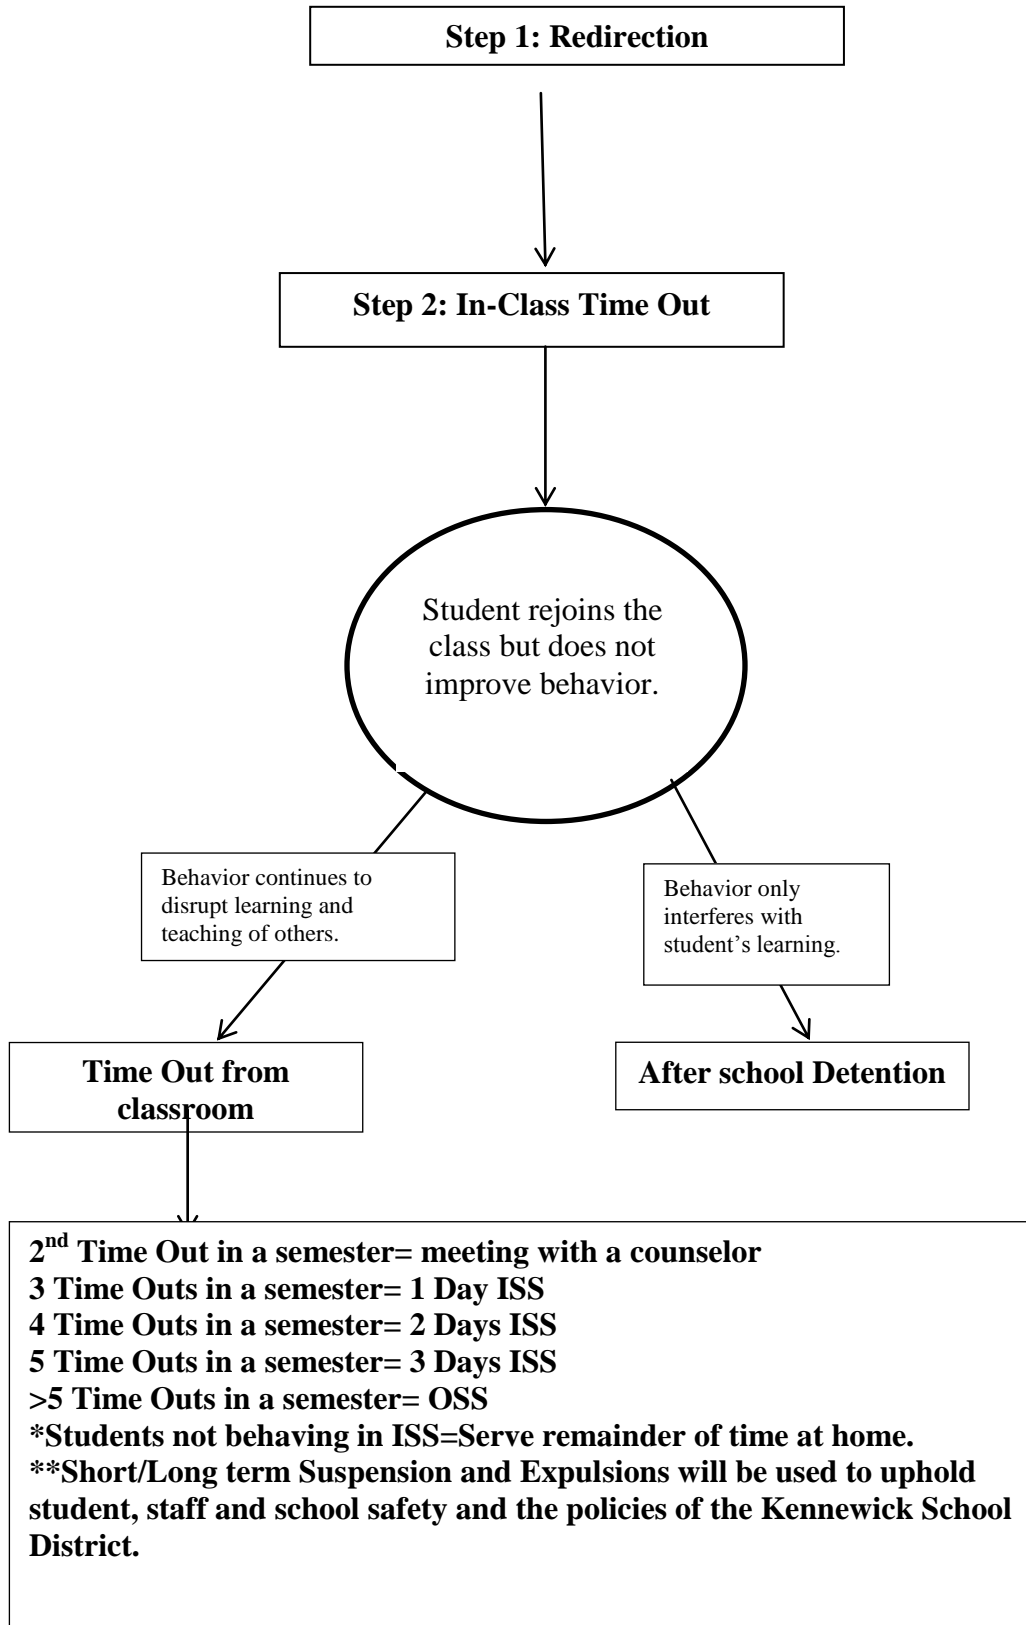 Step 1: Redirection
Step 2: In-Class Time Out
Student rejoins the
class but does not
improve behavior.
Behavior continues to
disrupt learning and
teaching of others.
Behavior only
interferes with
student’s learning.
Time Out from
classroom
After school Detention
2nd Time Out in a semester= meeting with a counselor
3 Time Outs in a semester= 1 Day ISS
4 Time Outs in a semester= 2 Days ISS
5 Time Outs in a semester= 3 Days ISS
>5 Time Outs in a semester= OSS
*Students not behaving in ISS=Serve remainder of time at home.
**Short/Long term Suspension and Expulsions will be used to uphold
student, staff and school safety and the policies of the Kennewick School
District.